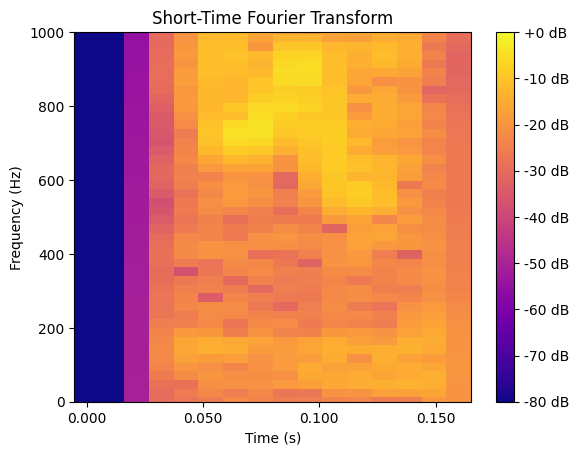 Short-Time Fourier Transform
1000
800
600
400
200
0
Frequency (Hz)
0.000
0.050
0.100
0.150
Time (s)
+0 dB
-10 dB
-20 dB
-30 dB
-40 dB
-50 dB
-60 dB
-70 dB
-80 dB